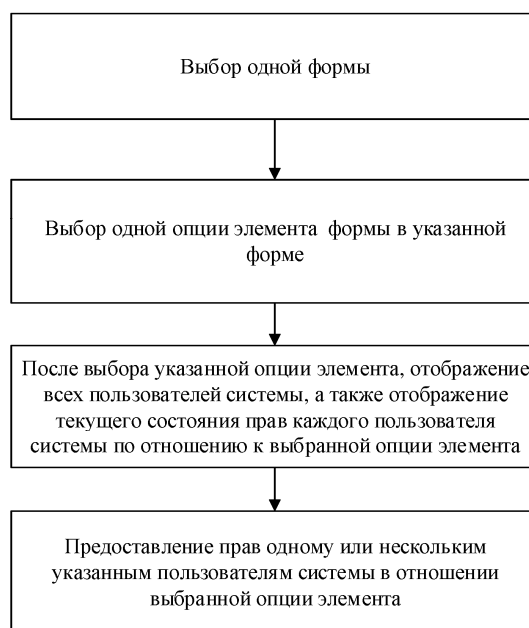 Выбор одной формы
Выбор одной опции элемента формы в указанной
форме
После выбора указанной опции элемента, отображение
всех пользователей системы, а также отображение
текущего состояния прав каждого пользователя
системы по отношению к выбранной опции элемента
Предоставление прав одному или нескольким
указанным пользователям системы в отношении
выбранной опции элемента